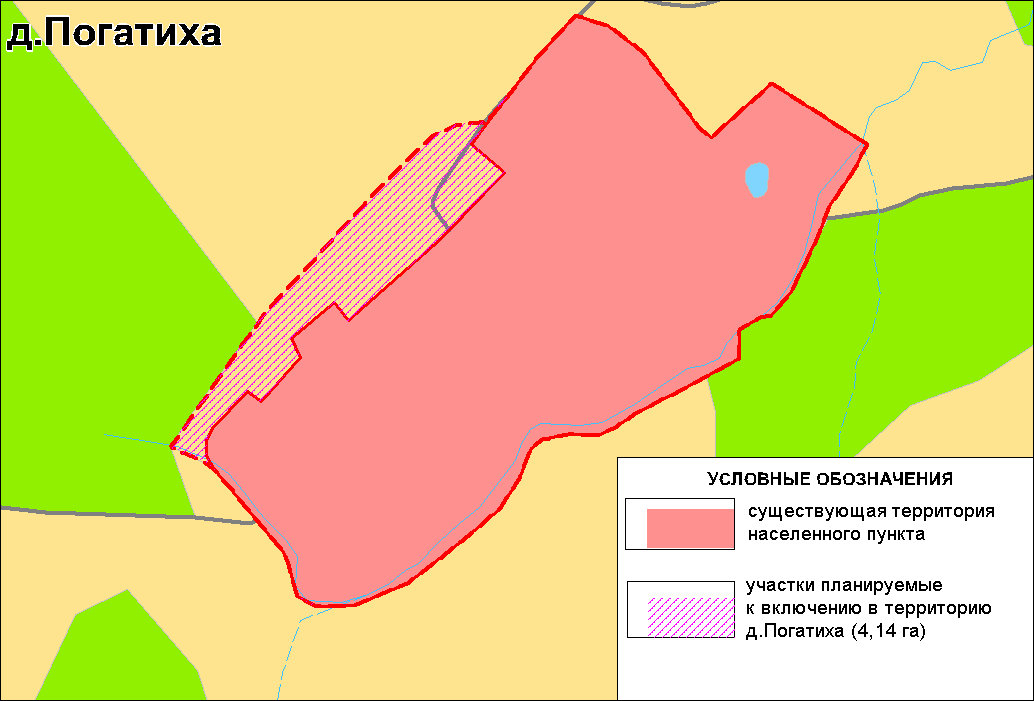 д.Погатиха
УСЛОВНЫЕ ОБОЗНАЧЕНИЯ
существующая территория
населенного пункта
участки планируемые
к включению в территорию
д.Погатиха (4,14 га)